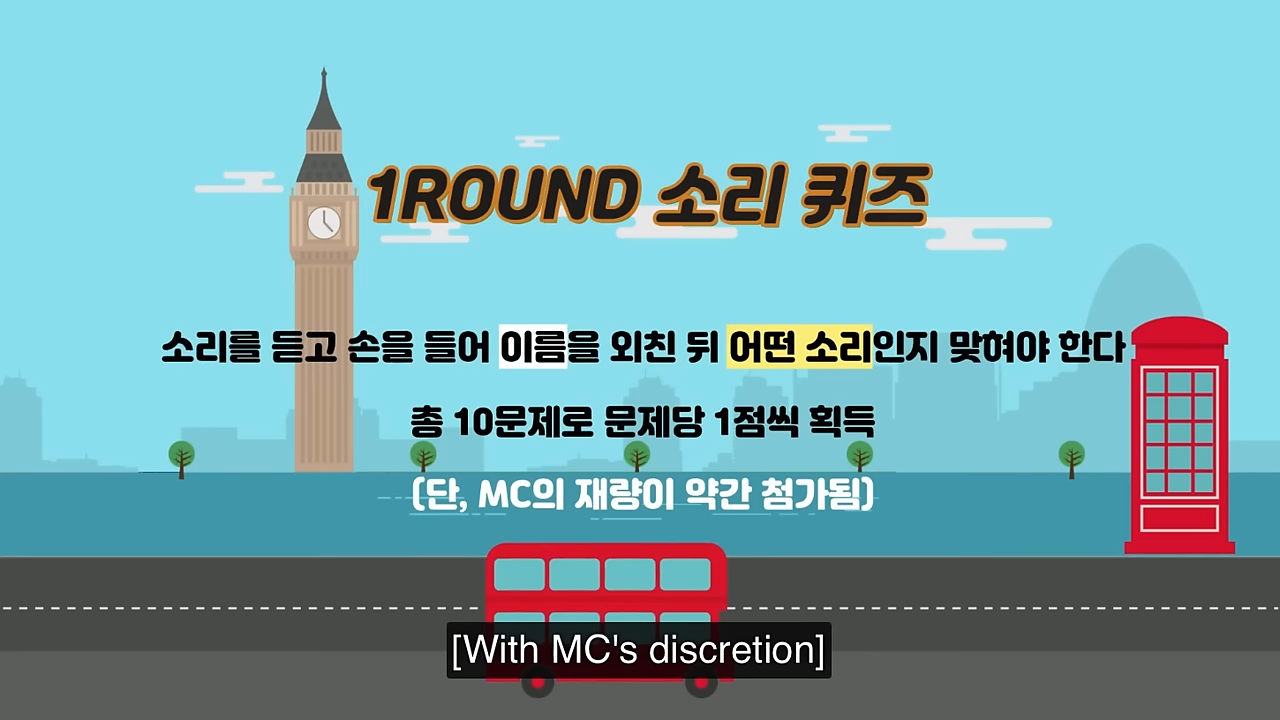 1ROUND 소리 퀴즈
소리를 듣고 손을 들어 이름을 외친 뒤 어떤 소리인지 맞혀야 한다
총 10문제로 문제당 1점씩 획득
(단, MC의 재량이 약간 첨가됨)
[With MC's discretion]